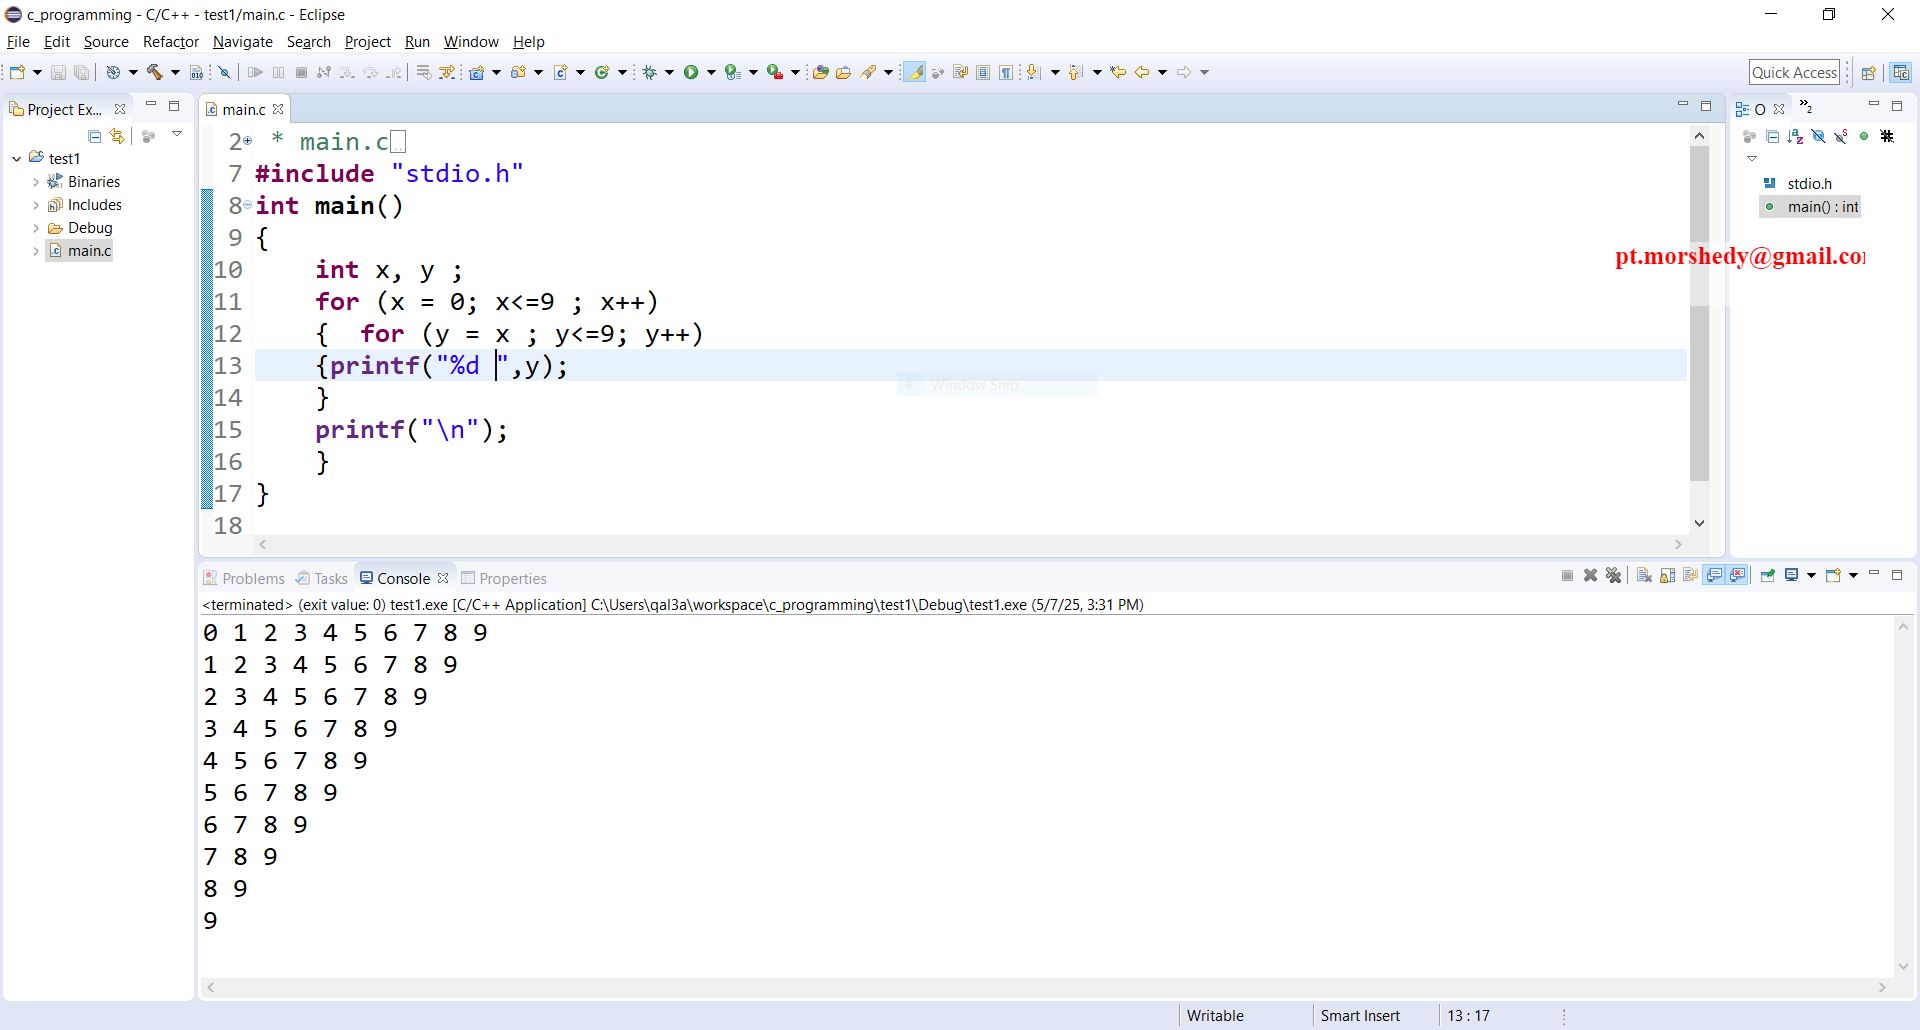 c_programming - C/C++ - test1/main.c - Eclipse
File Edit Source Refactor Navigate Search Project Run Window Help
Quick Access
Project Ex...
test1
Binaries
Includes
Debug
main.c
main.c
2 * main.c
7 #include "stdio.h"
8 int main()
9 {
10 int x, y ;
11 for (x = 0; x<=9 ; x++)
12 { for (y = x ; y<=9; y++)
13 {printf("%d ",y);
14 }
15 printf("\n");
16 }
17 }
18
Window Snip
O »2
stdio.h
main() : int
pt.morshedy@gmail.co
Problems Tasks Console Properties
<terminated> (exit value: 0) test1.exe [C/C++ Application] C:\Users\qal3a\workspace\c_programming\test1\Debug\test1.exe (5/7/25, 3:31 PM)
0 1 2 3 4 5 6 7 8 9
1 2 3 4 5 6 7 8 9
2 3 4 5 6 7 8 9
3 4 5 6 7 8 9
4 5 6 7 8 9
5 6 7 8 9
6 7 8 9
7 8 9
8 9
9
Writable Smart Insert 13 : 17